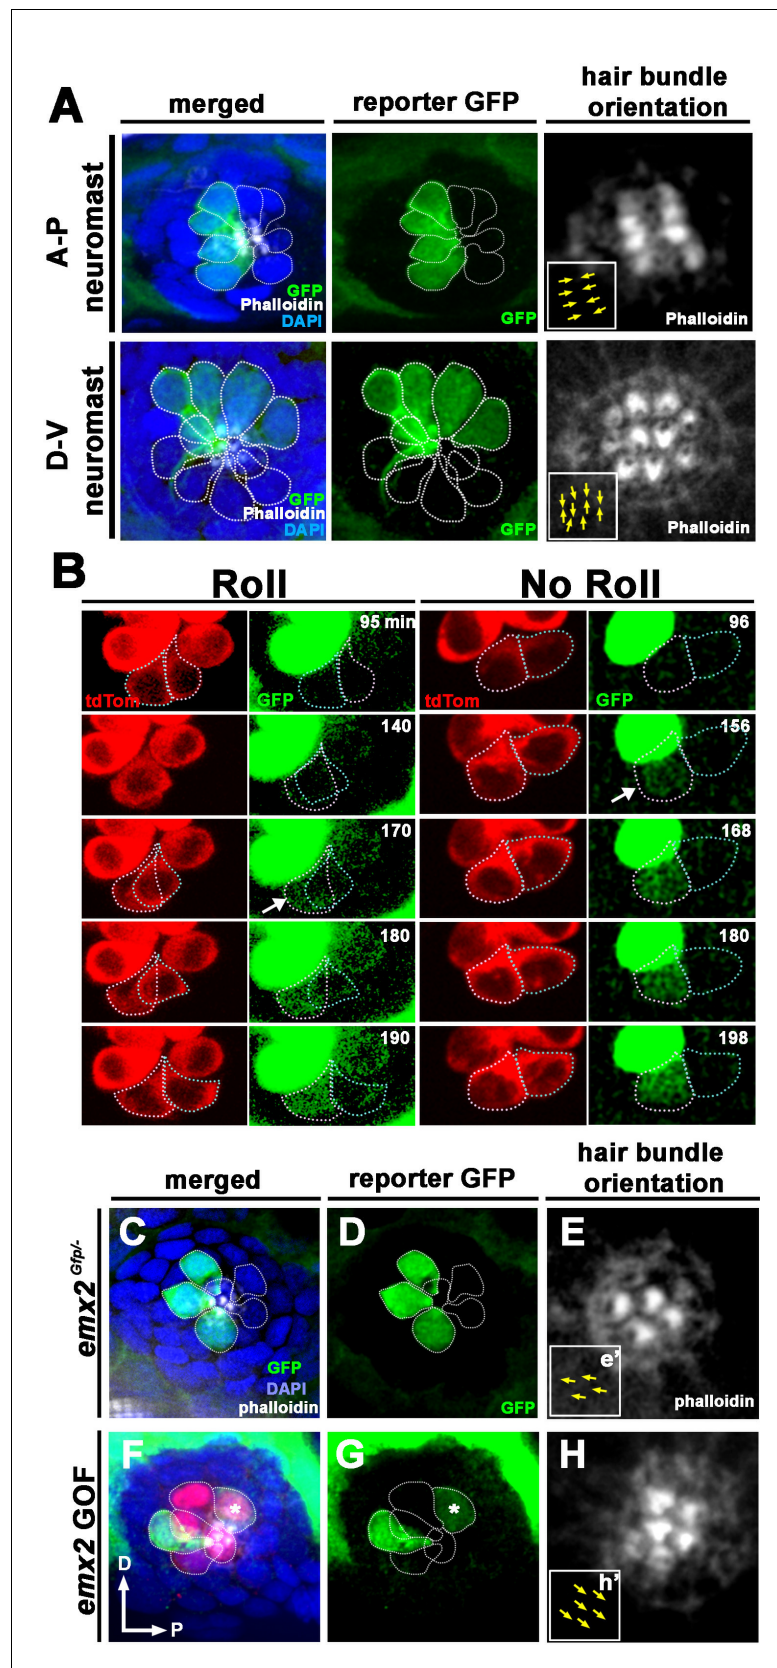 A
merged
reporter GFP
hair bundle
orientation
A-P
neuromast
GFP
Phalloidin
DAPI
GFP
Phalloidin
D-V
neuromast
GFP
Phalloidin
DAPI
GFP
Phalloidin
B
Roll
No Roll
tdTom
95 min
GFP
tdTom
96
GFP
140
156
170
168
180
180
190
198
merged
reporter GFP
hair bundle
orientation
emx2 Gfp/-
C
GFP
DAPI
phalloidin
D
GFP
E
e'
phalloidin
emx2 GOF
F
*
D
P
G
*
H
h'